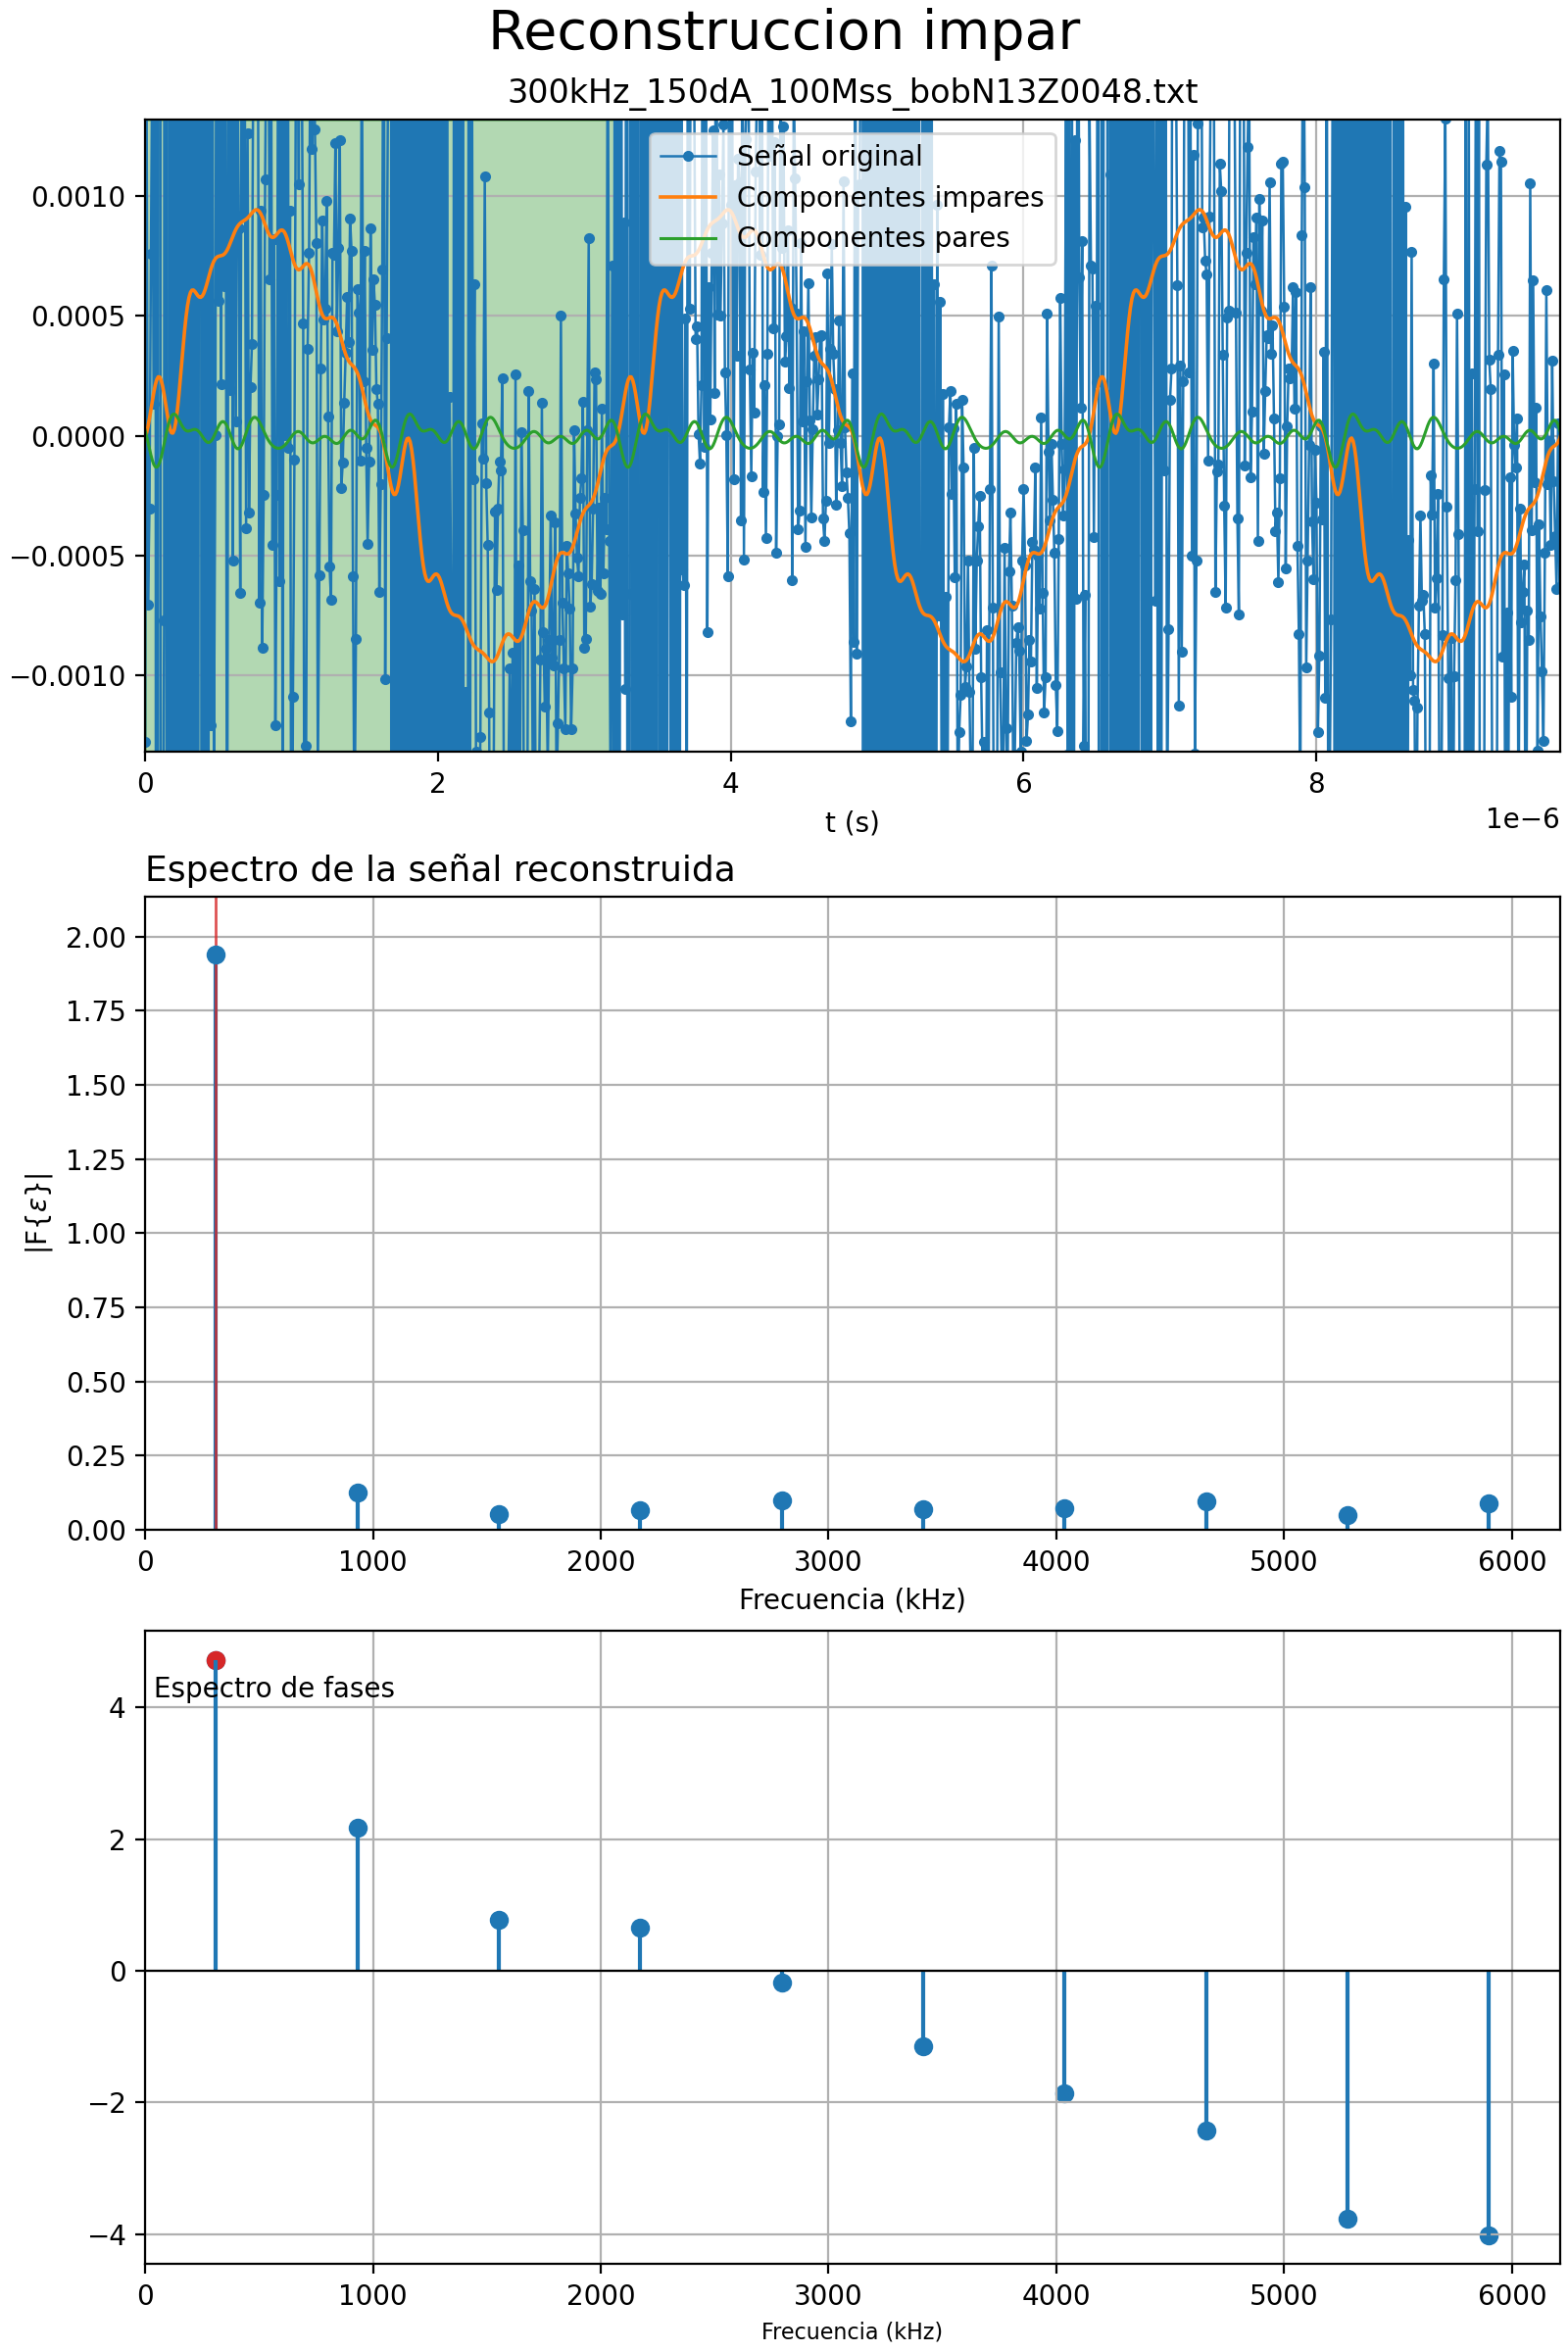 Reconstruccion impar
300kHz_150dA_100Mss_bobN13Z0048.txt
Señal original
Componentes impares
Componentes pares
0.0010
0.0005
0.0000
−0.0005
−0.0010
0 2 4 6 8
1e−6
t (s)
Espectro de la señal reconstruida
2.00
1.75
1.50
1.25
1.00
0.75
0.50
0.25
0.00
|F{ε}|
0 1000 2000 3000 4000 5000 6000
Frecuencia (kHz)
Espectro de fases
4
2
0
−2
−4
0 1000 2000 3000 4000 5000 6000
Frecuencia (kHz)